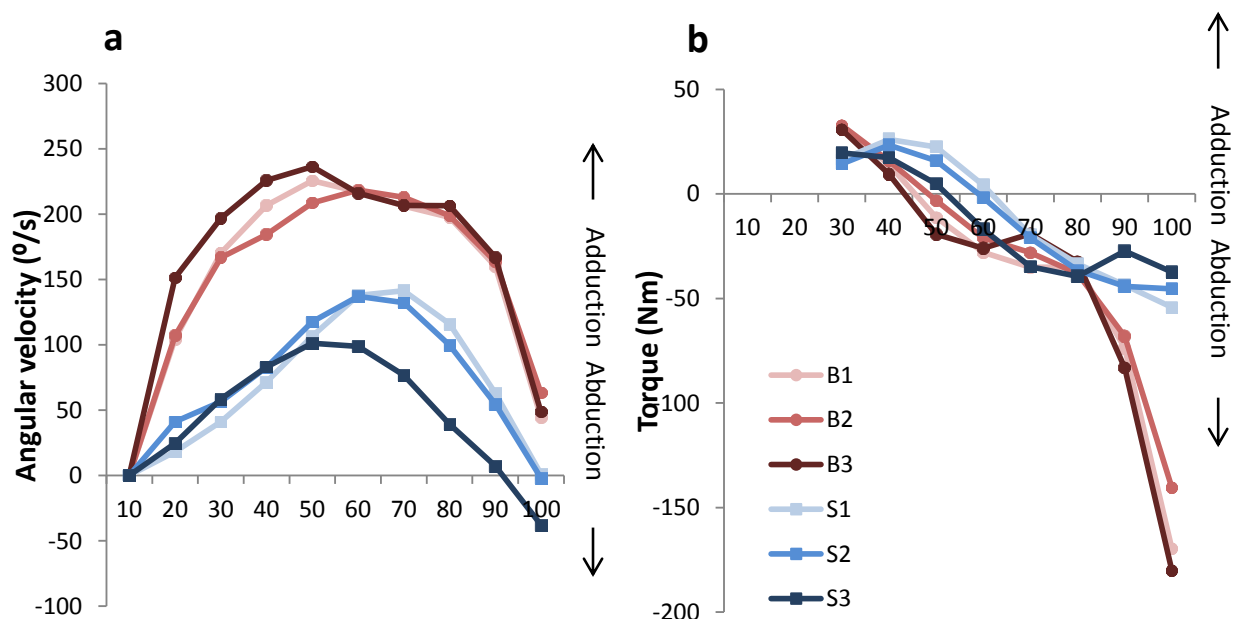 a
300
250
200
150
100
50
0
-50
-100
Angular velocity (⁰/s)
10 20 30 40 50 60 70 80 90 100
Adduction
Abduction
b
50
0
-50
-100
-150
-200
Torque (Nm)
10 20 30 40 50 60 70 80 90 100
B1
B2
B3
S1
S2
S3
Adduction
Abduction